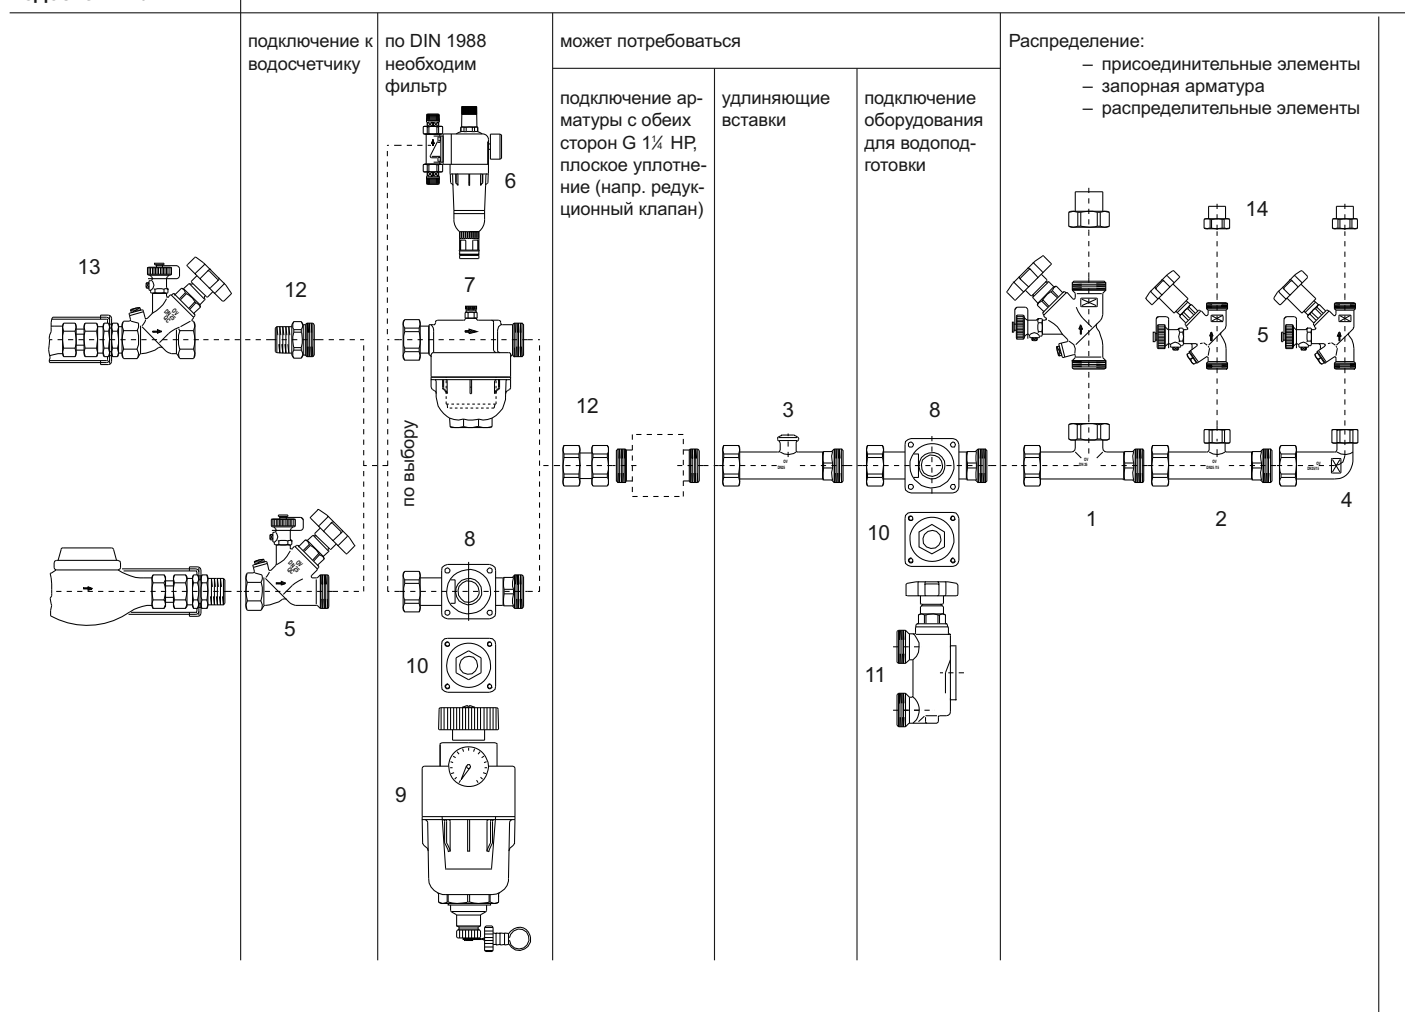 подключение к
водосчетчику
по DIN 1988
необходим
фильтр
может потребоваться
подключение ар-
матуры с обеих
сторон G 1¼ НР,
плоское уплотне-
ние (напр. редук-
ционный клапан)
удлиняющие
вставки
подключение
оборудования
для водопод-
готовки
Распределение:
– присоединительные элементы
– запорная арматура
– распределительные элементы
13
12
6
7
14
5
по выбору
12
3
8
1
2
4
5
8
10
10
11
9